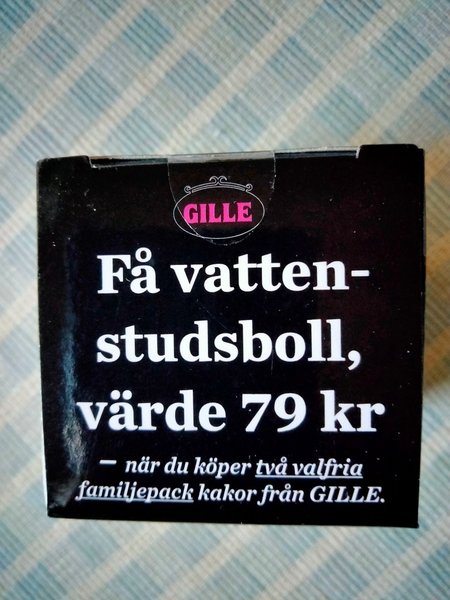 GILLE
Få vatten-
studsboll,
värde 79 kr
– när du köper två valfria
familjepack kakor från GILLE.